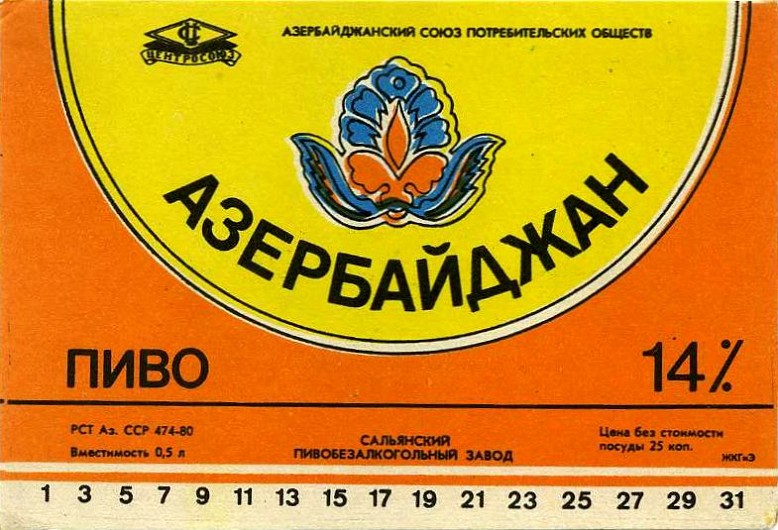 СЦ
ЦЕНТРОСОЮЗ
АЗЕРБАЙДЖАНСКИЙ СОЮЗ ПОТРЕБИТЕЛЬСКИХ ОБЩЕСТВ
АЗЕРБАЙДЖАН
ПИВО
14%
РСТ Аз. ССР 474-80
Вместимость 0,5 л
САЛЬЯНСКИЙ
ПИВОБЕЗАЛКОГОЛЬНЫЙ ЗАВОД
Цена без стоимости
посуды 25 коп.
ЖКГиЭ
1 3 5 7 9 11 13 15 17 19 21 23 25 27 29 31